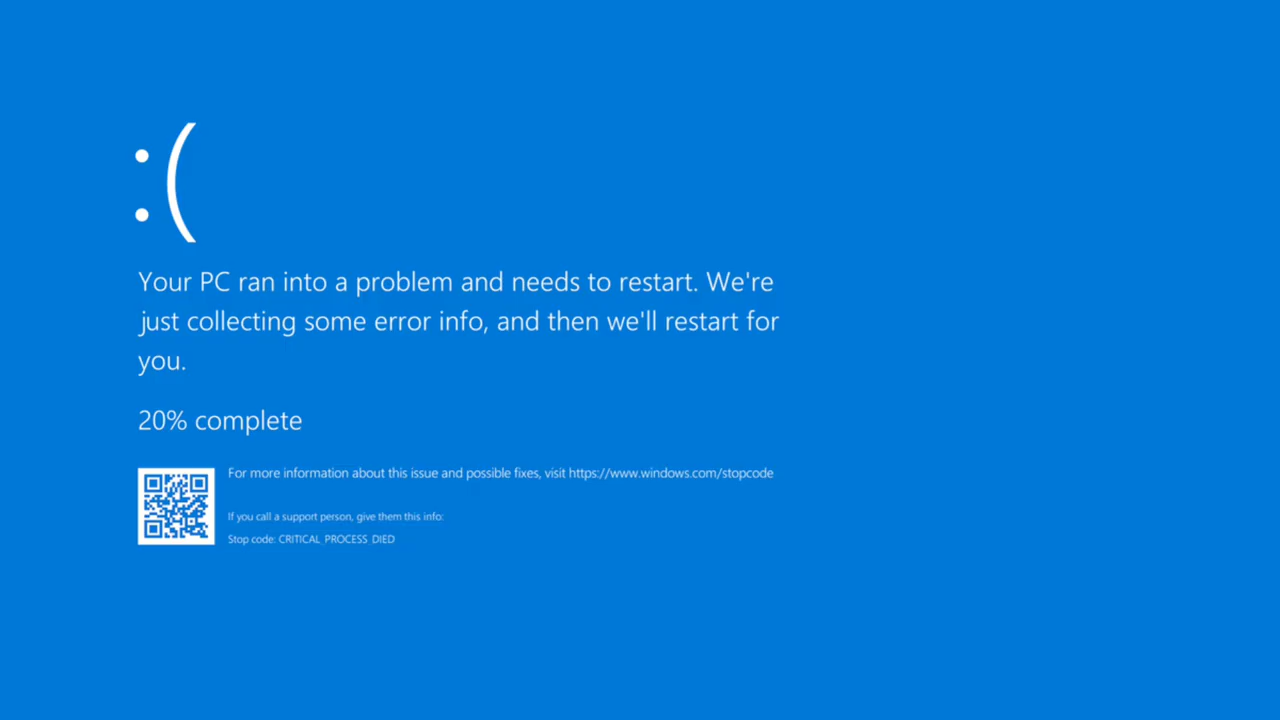 :(
Your PC ran into a problem and needs to restart. We're
just collecting some error info, and then we'll restart for
you.
20% complete
For more information about this issue and possible fixes, visit https://www.windows.com/stopcode
If you call a support person, give them this info:
Stop code: CRITICAL_PROCESS_DIED